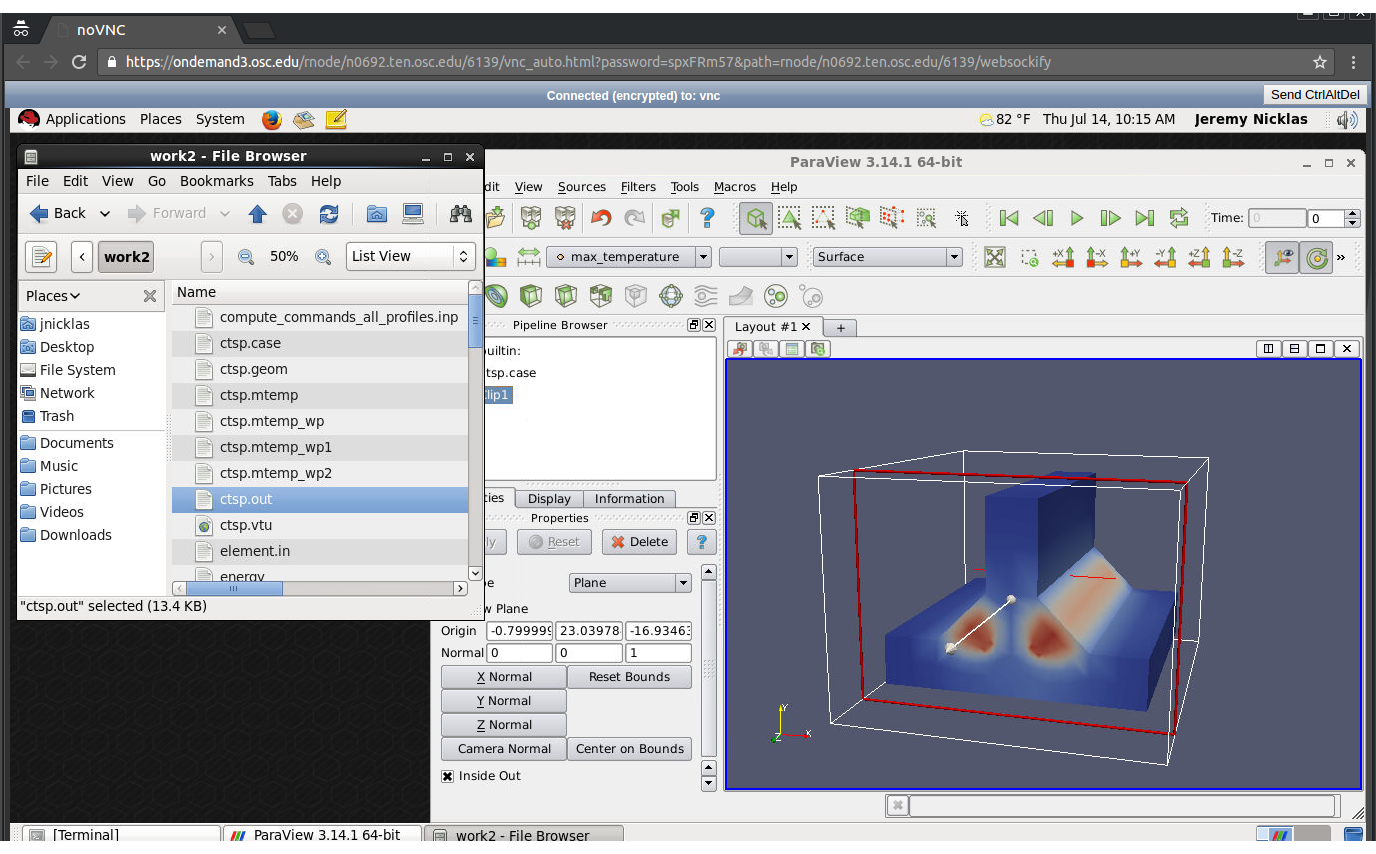 noVNC
https://ondemand3.osc.edu/rnode/n0692.ten.osc.edu/6139/vnc_auto.html?password=spxFRm57&path=rnode/n0692.ten.osc.edu/6139/websockify
Connected (encrypted) to: vnc
Send CtrlAltDel
Applications Places System
82 °F Thu Jul 14, 10:15 AM Jeremy Nicklas
work2 - File Browser
File Edit View Go Bookmarks Tabs Help
Back Forward
work2 50% List View
Places
jnicklas
Desktop
File System
Network
Trash
Documents
Music
Pictures
Videos
Downloads
Name
compute_commands_all_profiles.inp
ctsp.case
ctsp.geom
ctsp.mtemp
ctsp.mtemp_wp
ctsp.mtemp_wp1
ctsp.mtemp_wp2
ctsp.out
ctsp.vtu
element.in
energy
"ctsp.out" selected (13.4 KB)
ParaView 3.14.1 64-bit
dit View Sources Filters Tools Macros Help
Time: 0 0
max_temperature Surface
+X -X +Y -Y +Z -Z
Pipeline Browser
uiltin:
tsp.case
lip1
ties Display Information
Properties
ly Reset Delete
e Plane
w Plane
Origin -0.799999 23.03978 -16.93463
Normal 0 0 1
X Normal Reset Bounds
Y Normal
Z Normal
Camera Normal Center on Bounds
Inside Out
Layout #1 +
Y
X
Z
[Terminal] ParaView 3.14.1 64-bit work2 - File Browser